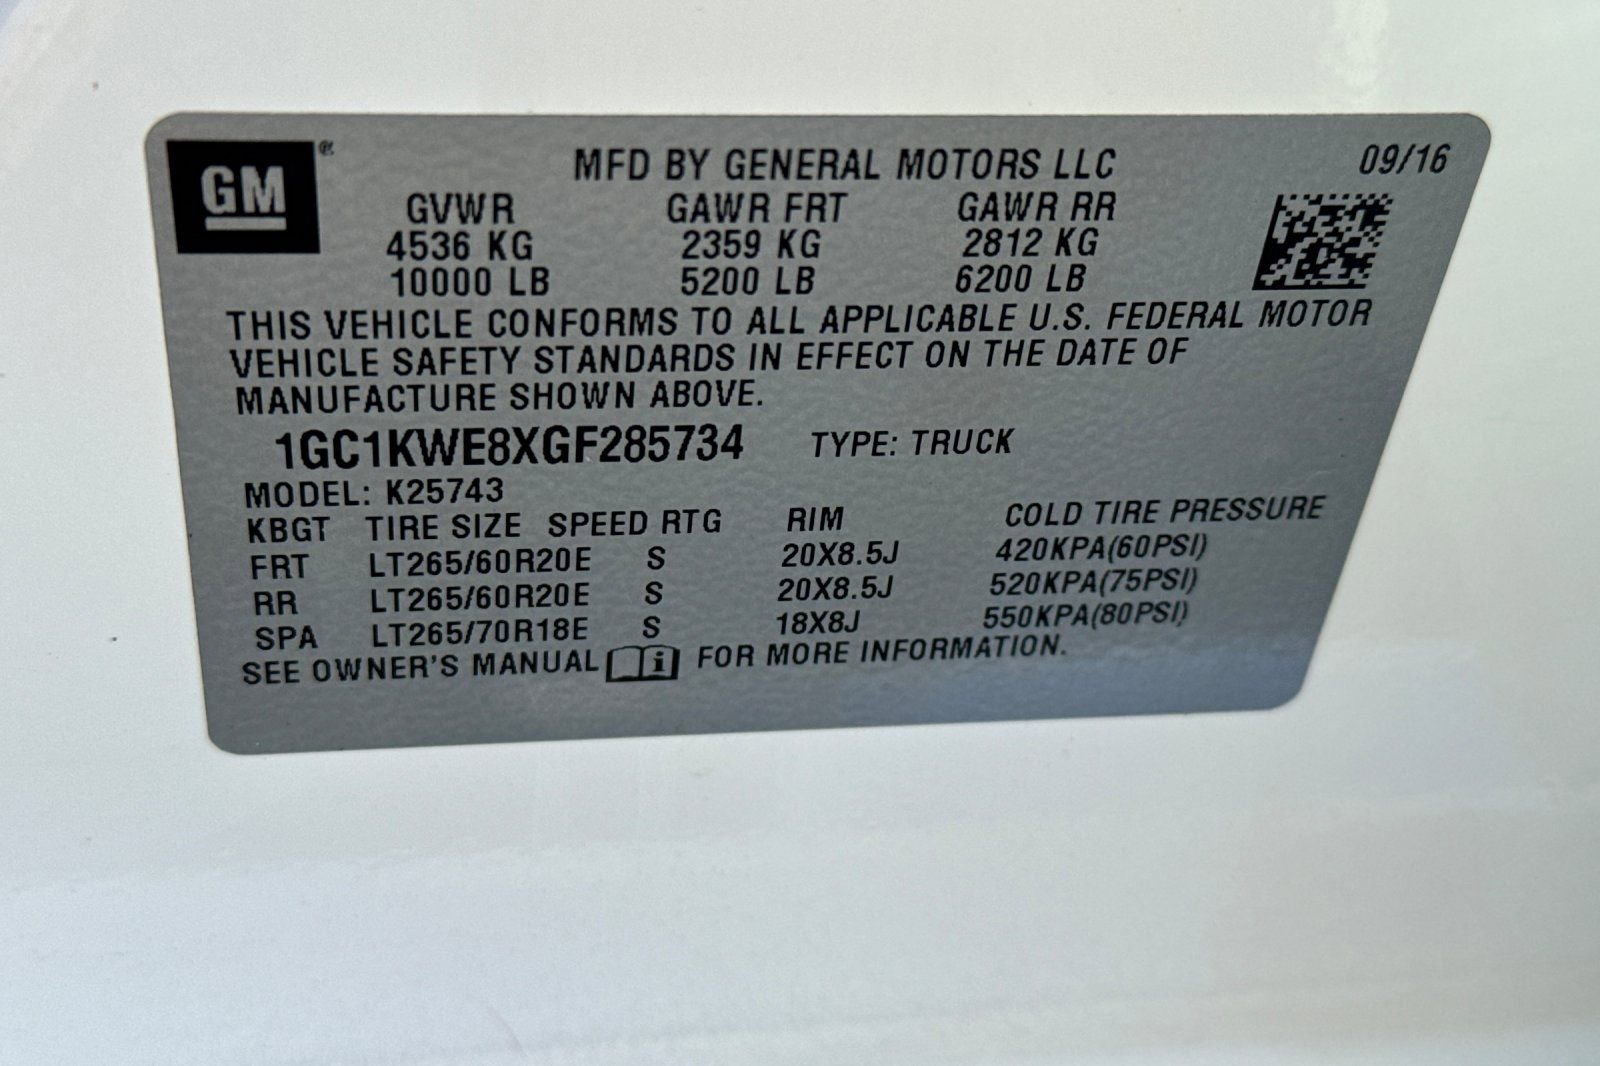 GM®
MFD BY GENERAL MOTORS LLC 09/16
GVWR GAWR FRT GAWR RR
4536 KG 2359 KG 2812 KG
10000 LB 5200 LB 6200 LB
THIS VEHICLE CONFORMS TO ALL APPLICABLE U.S. FEDERAL MOTOR
VEHICLE SAFETY STANDARDS IN EFFECT ON THE DATE OF
MANUFACTURE SHOWN ABOVE.
1GC1KWE8XGF285734 TYPE: TRUCK
MODEL: K25743
KBGT TIRE SIZE SPEED RTG RIM COLD TIRE PRESSURE
FRT LT265/60R20E S 20X8.5J 420KPA(60PSI)
RR LT265/60R20E S 20X8.5J 520KPA(75PSI)
SPA LT265/70R18E S 18X8J 550KPA(80PSI)
SEE OWNER'S MANUAL i FOR MORE INFORMATION.